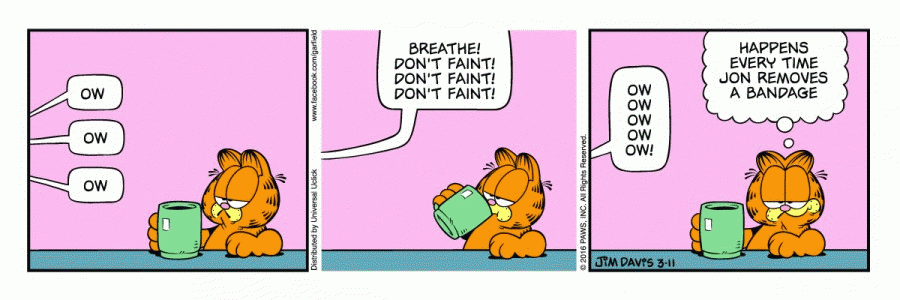 OW
OW
OW
Distributed by Universal Uclick
www.facebook.com/garfield
BREATHE!
DON'T FAINT!
DON'T FAINT!
DON'T FAINT!
© 2016 PAWS, INC. All Rights Reserved.
OW
OW
OW
OW
OW!
HAPPENS
EVERY TIME
JON REMOVES
A BANDAGE
JIM DAVIS 3-11